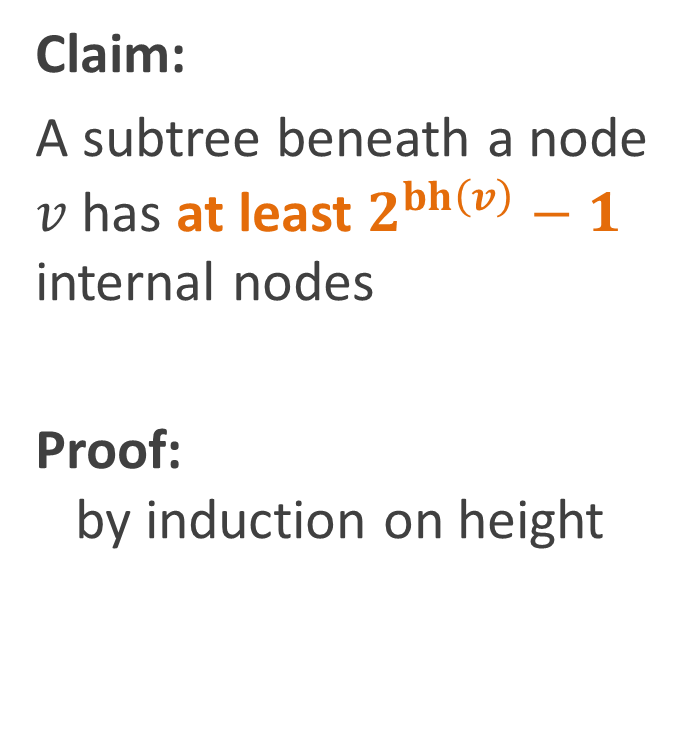 Claim:
A subtree beneath a node
𝑣 has at least 𝟐^𝐛𝐡(𝒗) − 𝟏
internal nodes
Proof:
by induction on height